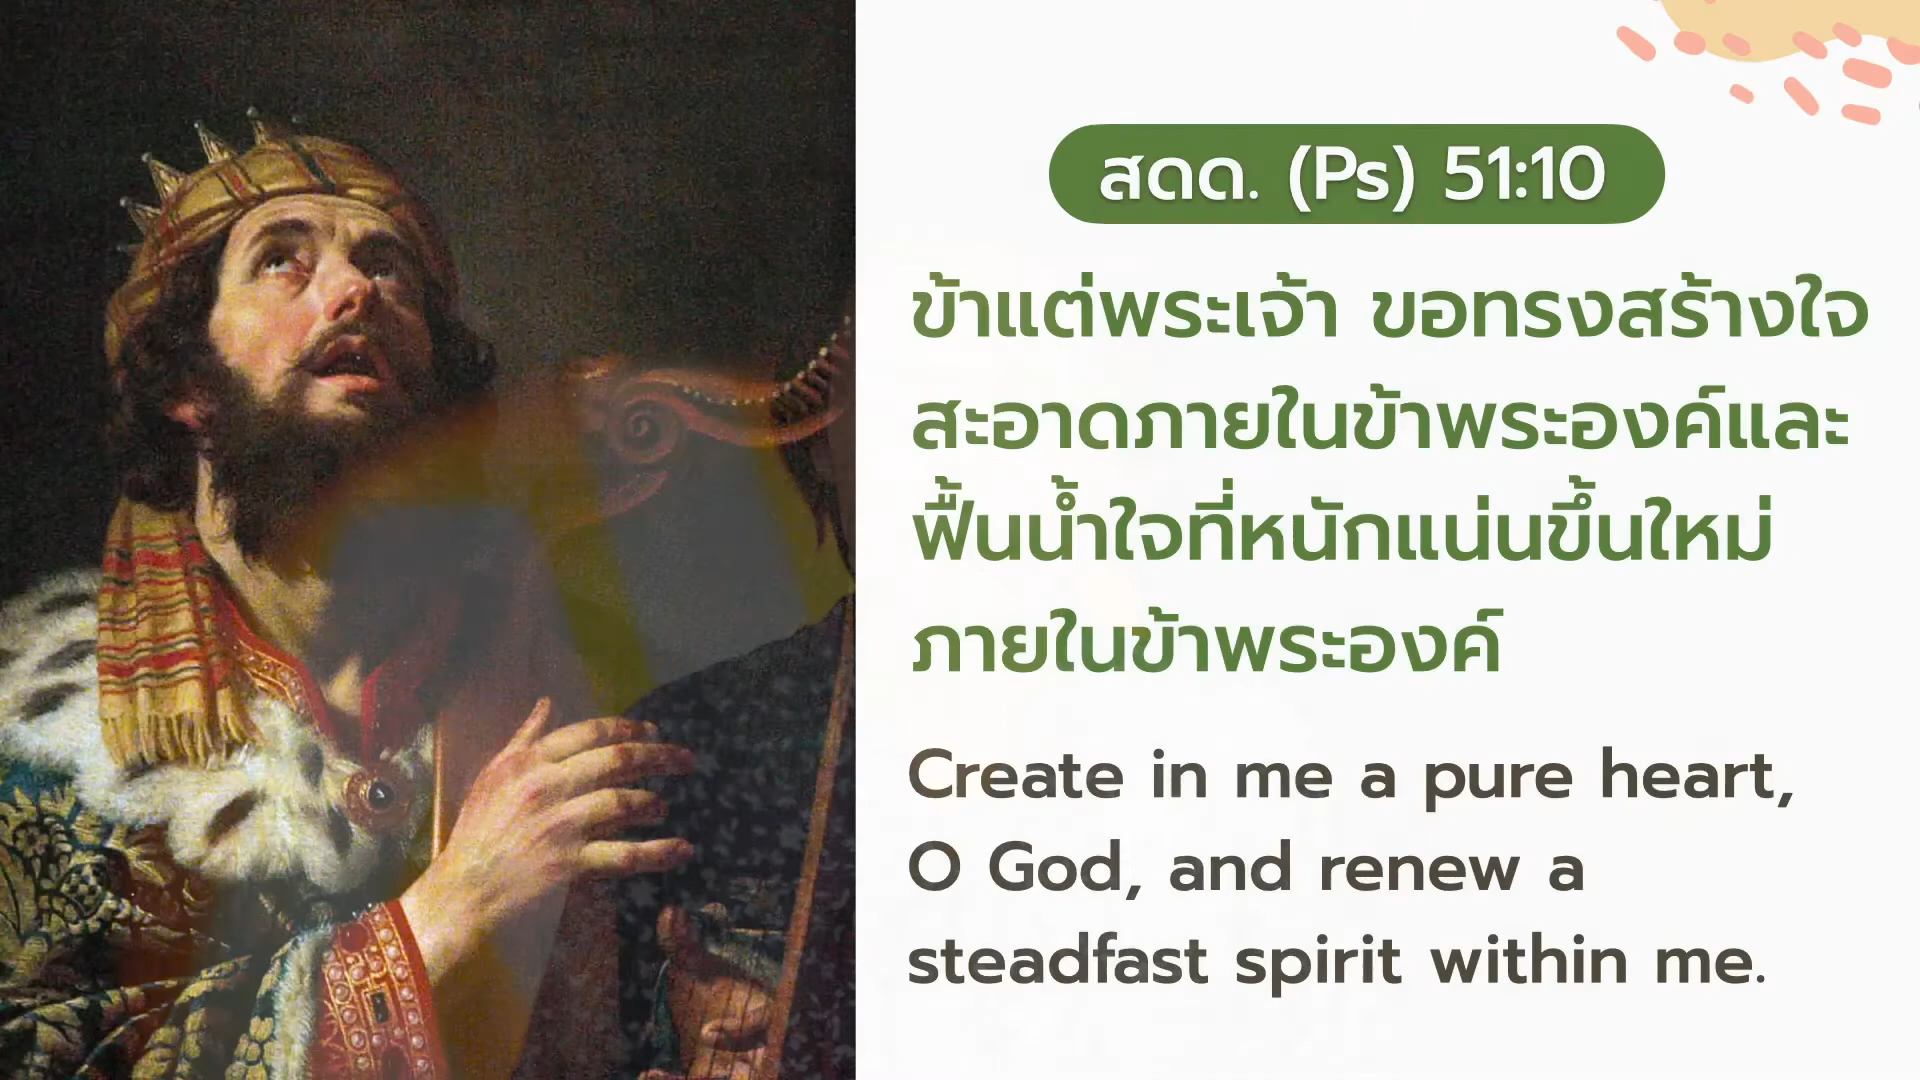 สดด. (Ps) 51:10
ข้าแต่พระเจ้า ขอทรงสร้างใจ
สะอาดภายในข้าพระองค์และ
ฟื้นน้ำใจที่หนักแน่นขึ้นใหม่
ภายในข้าพระองค์
Create in me a pure heart,
O God, and renew a
steadfast spirit within me.